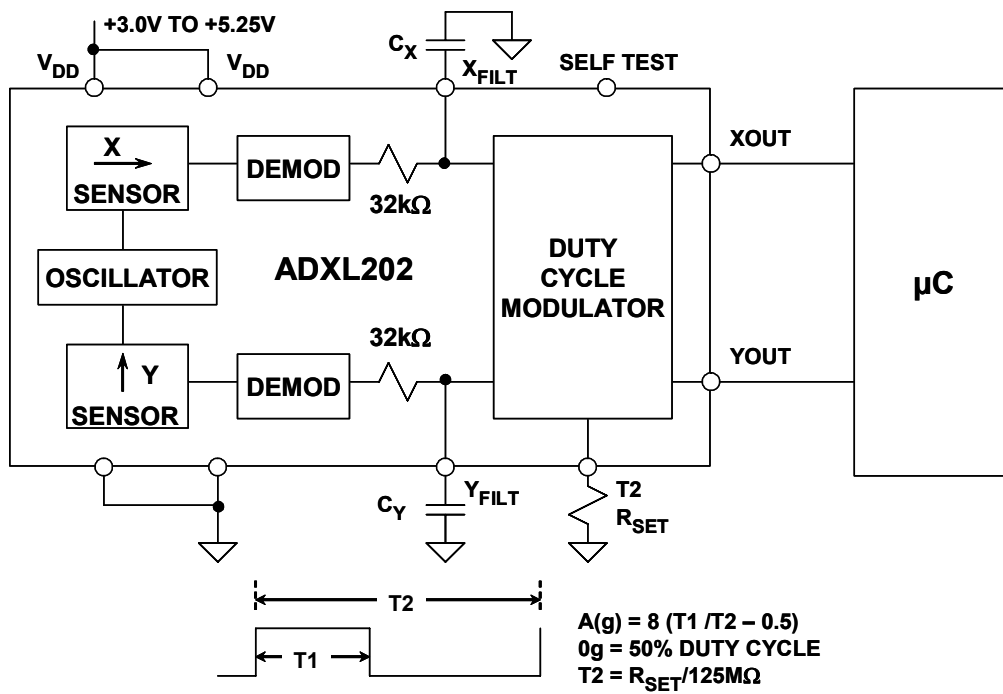 +3.0V TO +5.25V
VDD
VDD
CX
XFILT
SELF TEST
X
SENSOR
DEMOD
32kΩ
XOUT
OSCILLATOR
ADXL202
DUTY
CYCLE
MODULATOR
µC
Y
SENSOR
DEMOD
32kΩ
YOUT
CY
YFILT
T2
RSET
T2
T1
A(g) = 8 (T1 /T2 – 0.5)
0g = 50% DUTY CYCLE
T2 = RSET/125MΩ